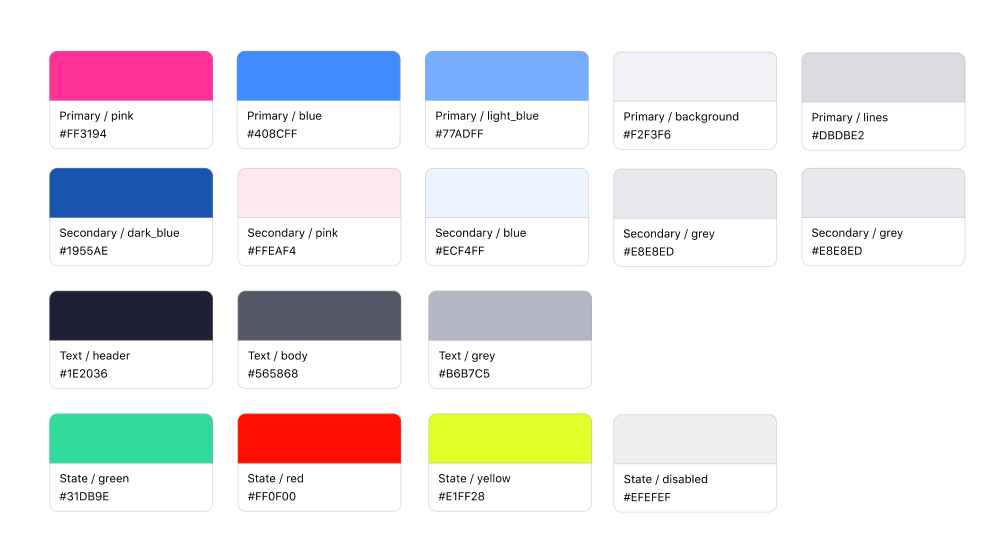 Primary / pink
#FF3194
Primary / blue
#408CFF
Primary / light_blue
#77ADFF
Primary / background
#F2F3F6
Primary / lines
#DBDBE2
Secondary / dark_blue
#1955AE
Secondary / pink
#FFEAF4
Secondary / blue
#ECF4FF
Secondary / grey
#E8E8ED
Secondary / grey
#E8E8ED
Text / header
#1E2036
Text / body
#565868
Text / grey
#B6B7C5
State / green
#31DB9E
State / red
#FF0F00
State / yellow
#E1FF28
State / disabled
#EFEFEF